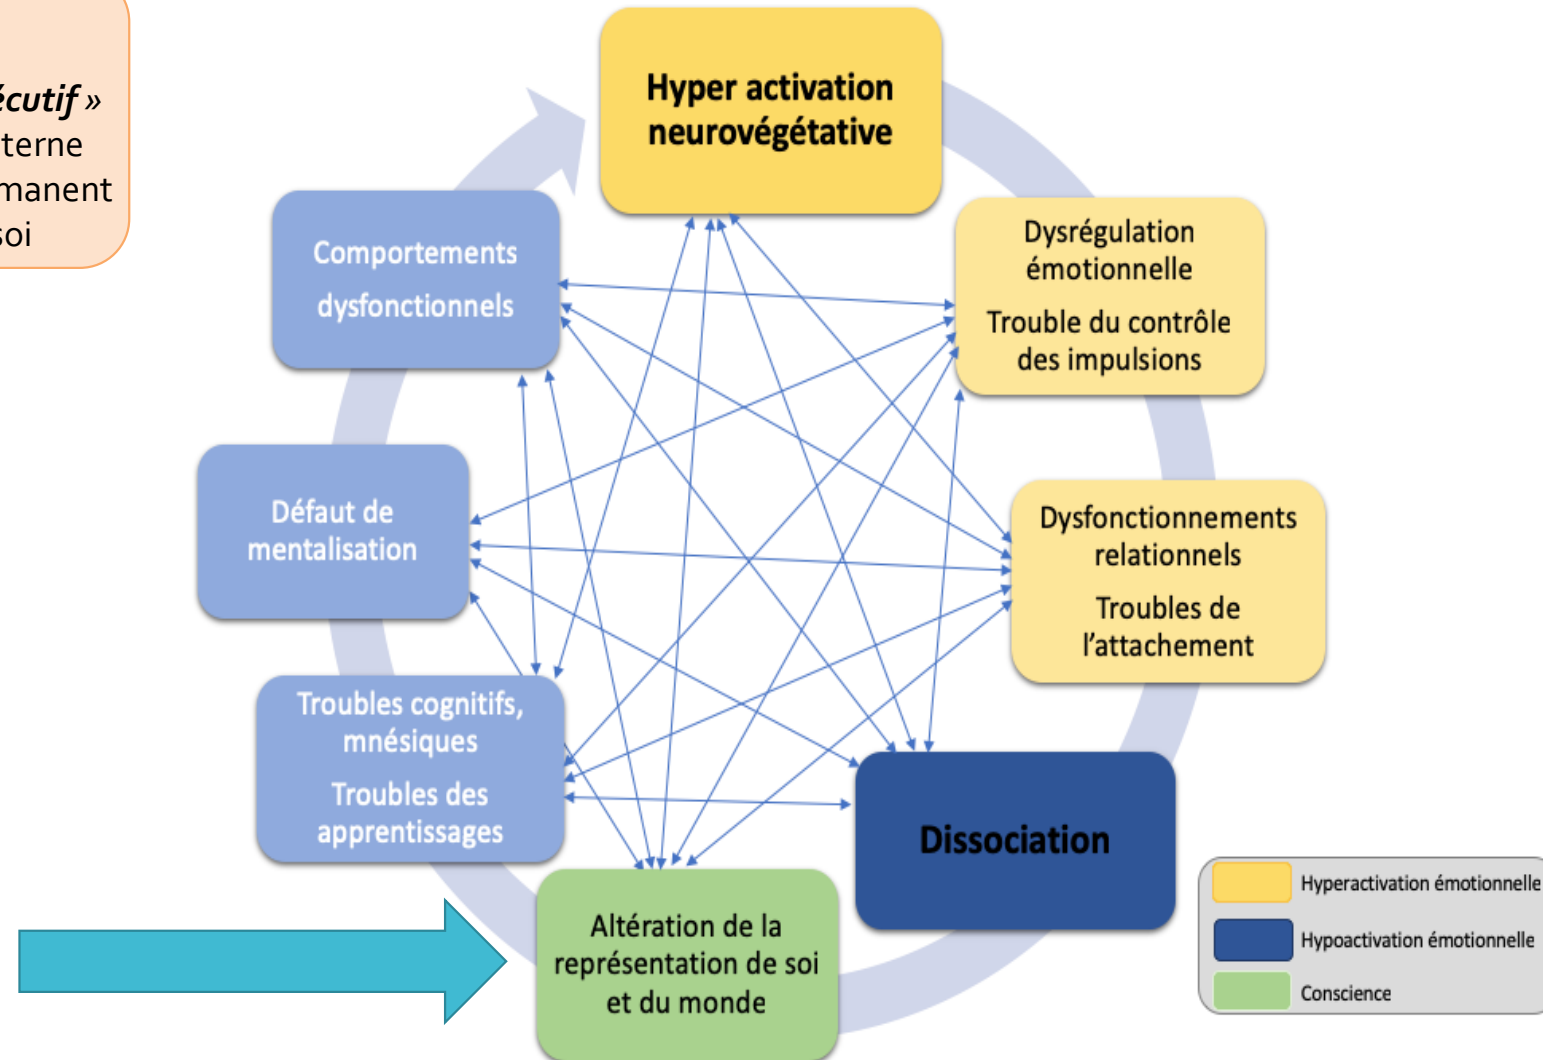 écutif »
terne
manent
soi
Hyper activation
neurovégétative
Comportements
dysfonctionnels
Dysrégulation
émotionnelle
Trouble du contrôle
des impulsions
Défaut de
mentalisation
Dysfonctionnements
relationnels
Troubles de
l’attachement
Troubles cognitifs,
mnésiques
Troubles des
apprentissages
Dissociation
Altération de la
représentation de soi
et du monde
Hyperactivation émotionnelle
Hypoactivation émotionnelle
Conscience